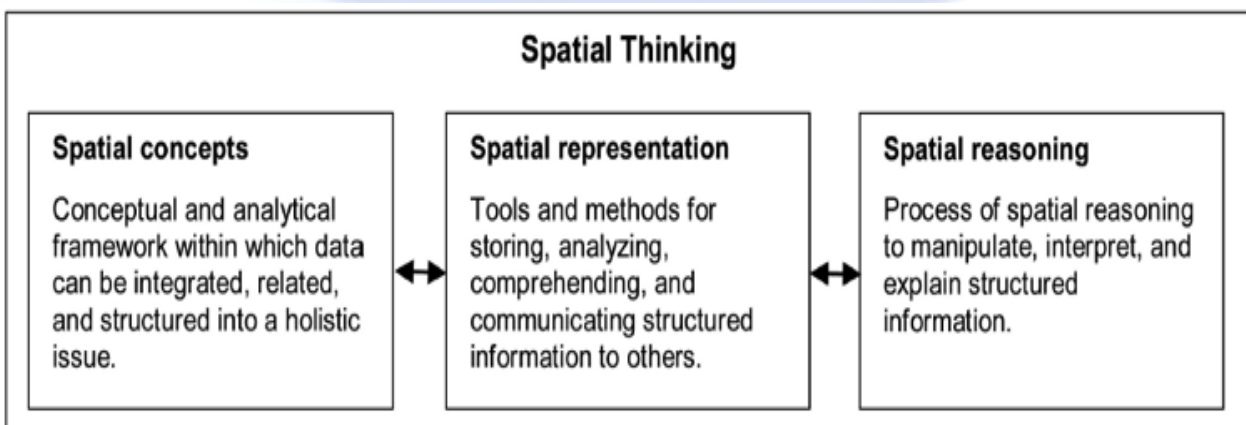 Spatial Thinking
Spatial concepts
Conceptual and analytical
framework within which data
can be integrated, related,
and structured into a holistic
issue.
Spatial representation
Tools and methods for
storing, analyzing,
comprehending, and
communicating structured
information to others.
Spatial reasoning
Process of spatial reasoning
to manipulate, interpret, and
explain structured
information.